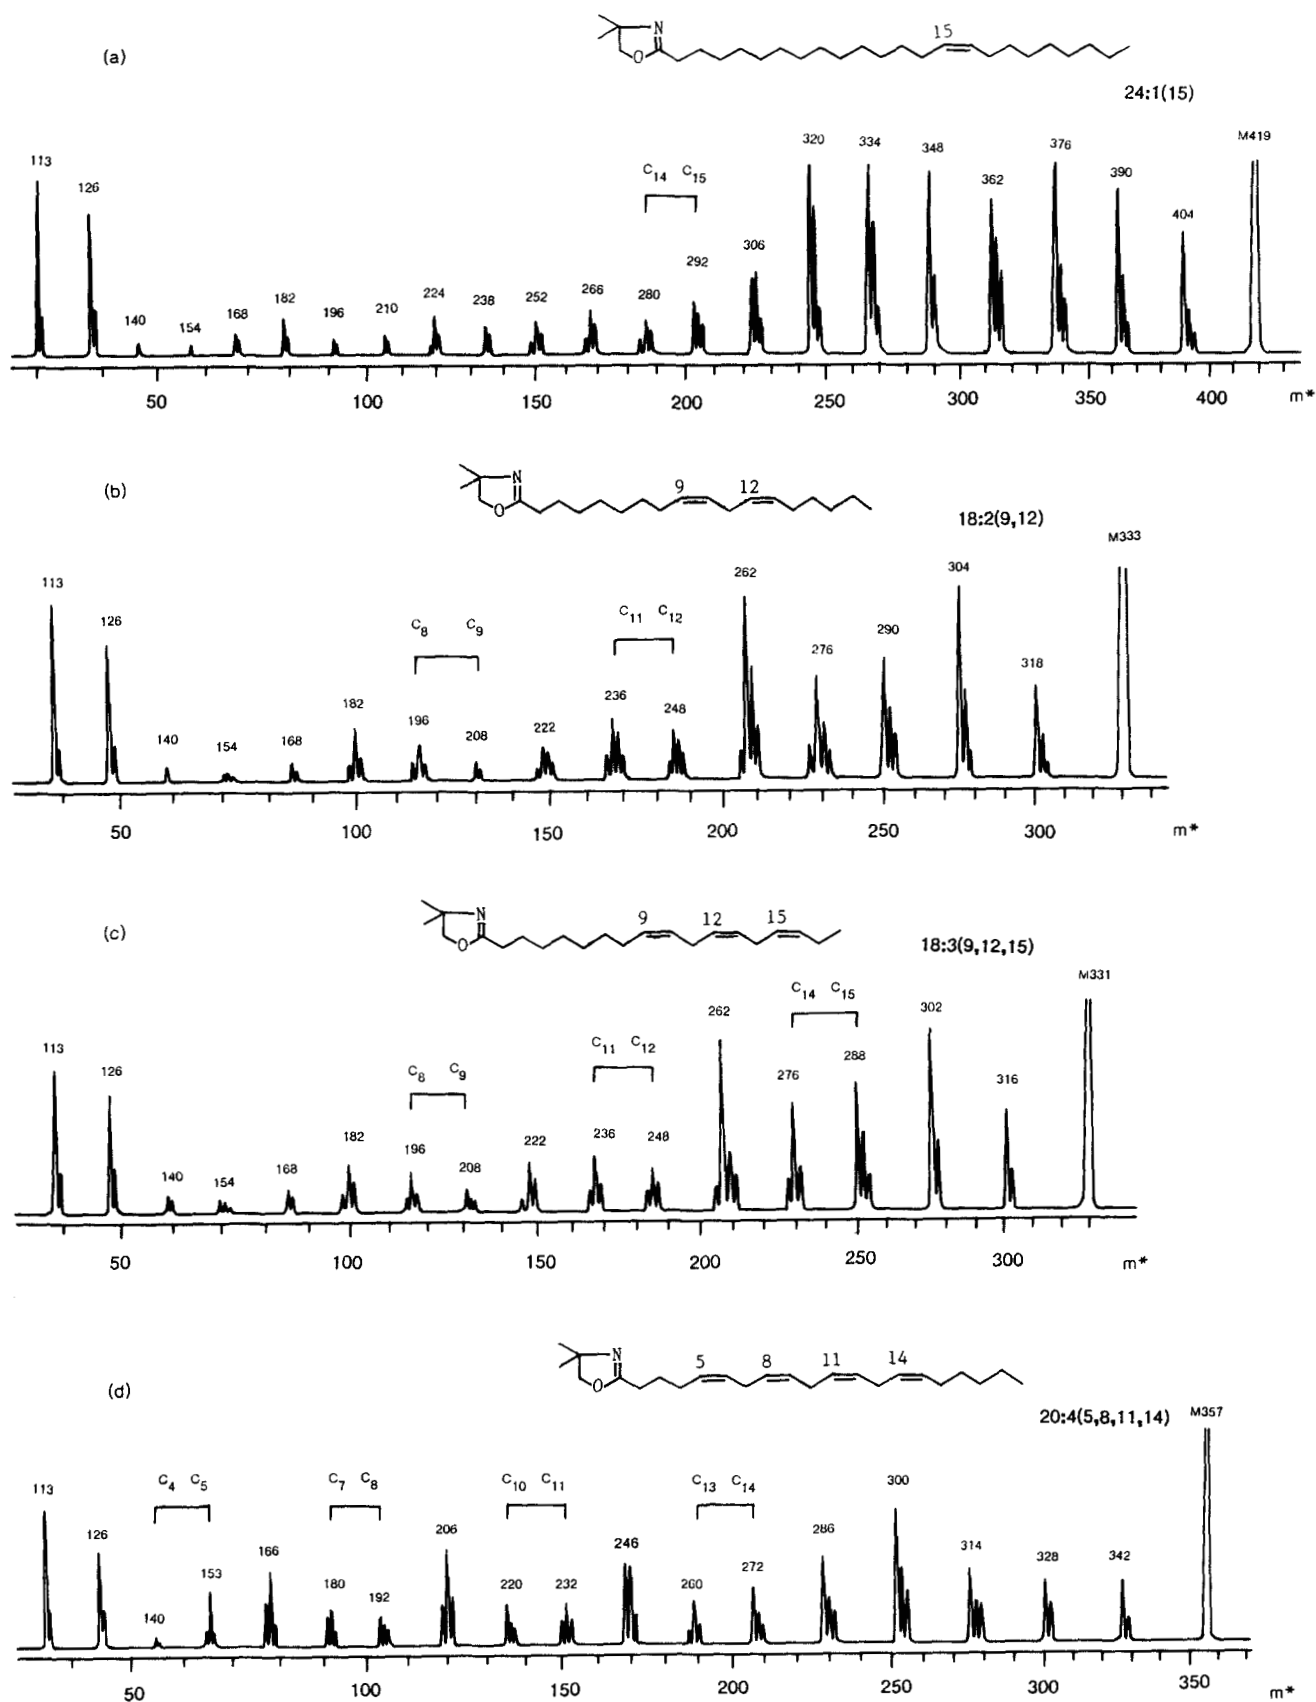 (a)
N
O
15
24:1(15)
113
126
140
154
168
182
196
210
224
238
252
266
280
292
306
320
334
348
362
376
390
404
M419
C14 C15
50 100 150 200 250 300 350 400 m*
(b)
N
O
9 12
18:2(9,12)
113
126
140
154
168
182
196
208
222
236
248
262
276
290
304
318
M333
C8 C9
C11 C12
50 100 150 200 250 300 m*
(c)
N
O
9 12 15
18:3(9,12,15)
113
126
140
154
168
182
196
208
222
236
248
262
276
288
302
316
M331
C8 C9
C11 C12
C14 C15
50 100 150 200 250 300 m*
(d)
N
O
5 8 11 14
20:4(5,8,11,14)
113
126
140
153
166
180
192
206
220
232
246
260
272
286
300
314
328
342
M357
C4 C5
C7 C8
C10 C11
C13 C14
50 100 150 200 250 300 350 m*